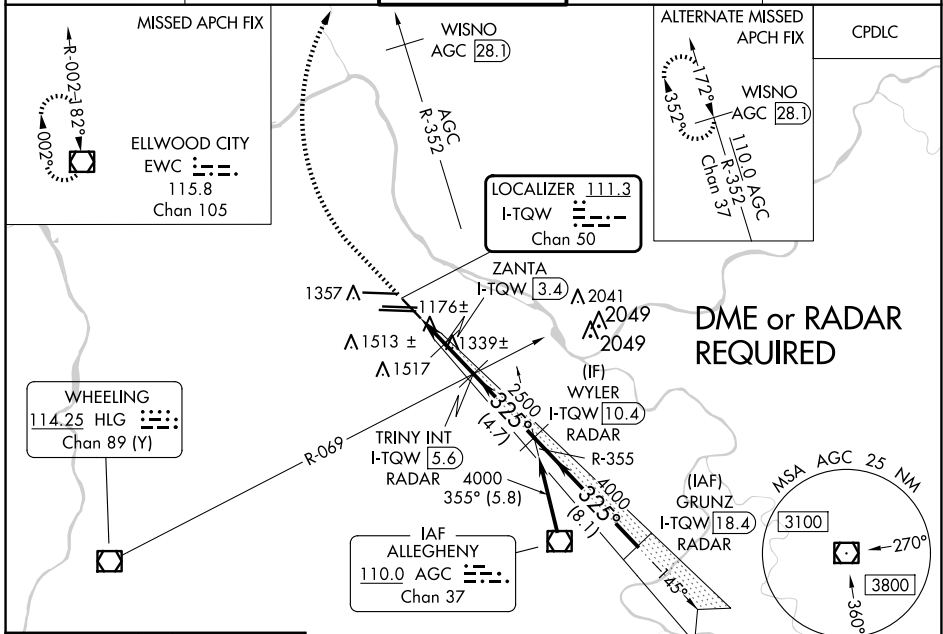 MISSED APCH FIX
R-002
182°
002°
ELLWOOD CITY
EWC
115.8
Chan 105
WISNO
AGC 28.1
AGC
R-352
ALTERNATE MISSED
APCH FIX
172°
352°
WISNO
AGC 28.1
110.0 AGC
R-352
Chan 37
CPDLC
LOCALIZER 111.3
I-TQW
Chan 50
ZANTA
I-TQW 3.4
1357
1176±
2041
2049
2049
1513 ±
1339±
1517
DME or RADAR
REQUIRED
WHEELING
114.25 HLG
Chan 89 (Y)
R-069
TRINY INT
I-TQW 5.6
RADAR
2500
325°
(4.7)
(IF)
WYLER
I-TQW 10.4
RADAR
R-355
4000
355° (5.8)
4000
325°
(8.1)
(IAF)
GRUNZ
I-TQW 18.4
RADAR
145°
IAF
ALLEGHENY
110.0 AGC
Chan 37
MSA AGC 25 NM
3100
270°
3800
360°